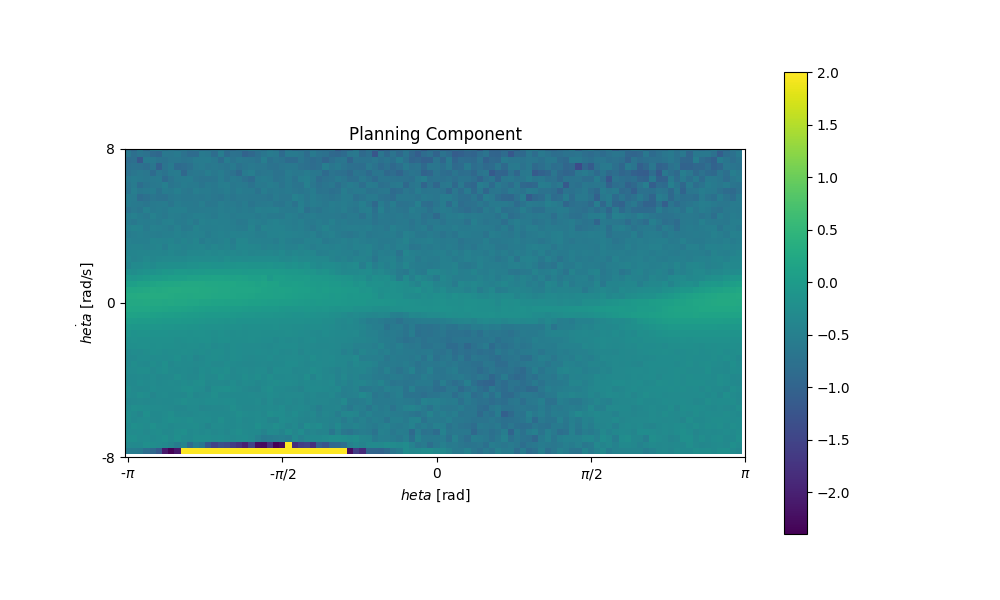 Planning Component
8
0
-8
ḣeta [rad/s]
-π
-π/2
0
π/2
π
heta [rad]
2.0
1.5
1.0
0.5
0.0
−0.5
−1.0
−1.5
−2.0